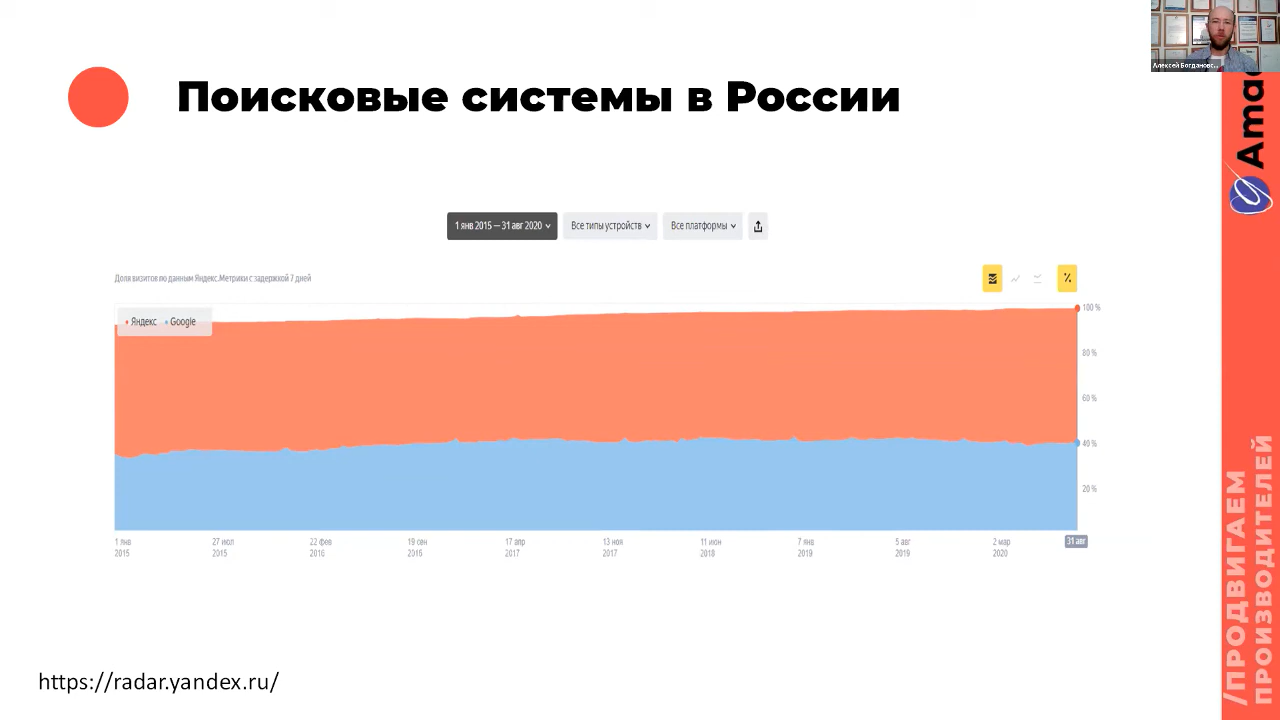 Поисковые системы в России
Алексей Богдановс...
1 янв 2015 — 31 авг 2020
Все типы устройств
Все платформы
Доля визитов по данным Яндекс.Метрики с задержкой 7 дней
%
Яндекс
Google
100 %
80 %
60 %
40 %
20 %
1 янв 2015
27 июл 2015
22 фев 2016
19 сен 2016
17 апр 2017
13 ноя 2017
11 июн 2018
7 янв 2019
5 авг 2019
2 мар 2020
31 авг
https://radar.yandex.ru/
Ama
/ПРОДВИГАЕМ
ПРОИЗВОДИТЕЛЕЙ